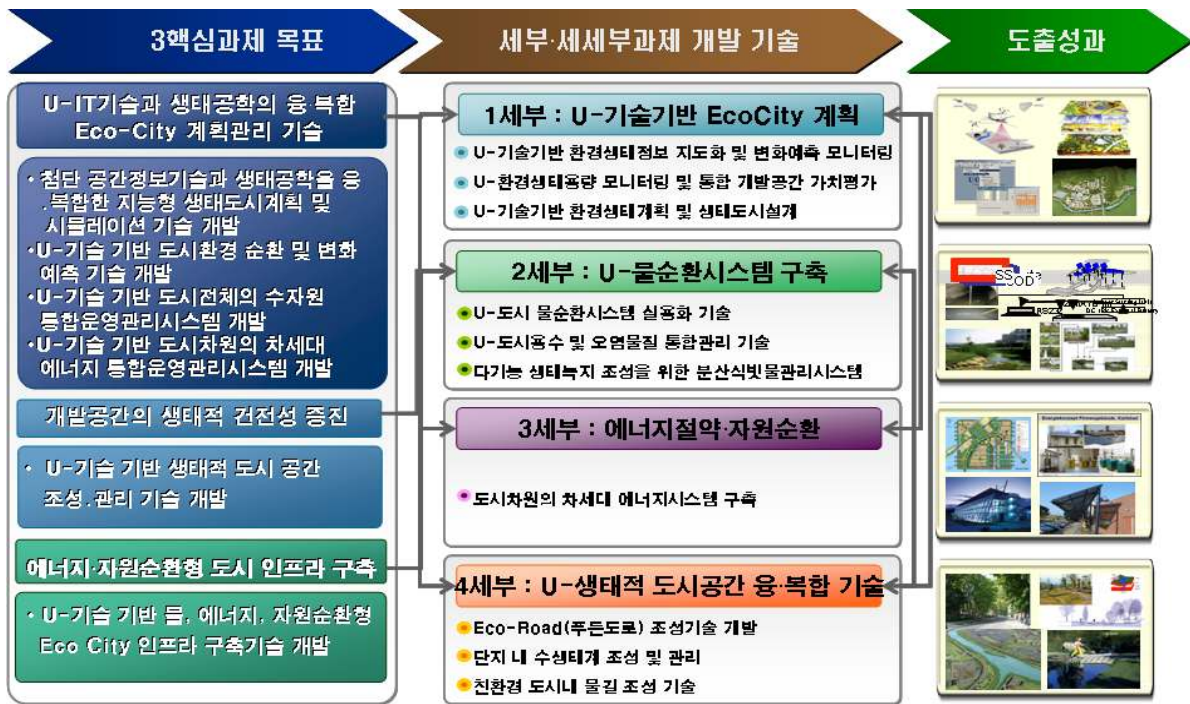 3핵심과제 목표
세부·세세부과제 개발 기술
도출성과
U-IT기술과 생태공학의 융·복합
Eco-City 계획관리 기술
· 첨단 공간정보기술과 생태공학을 융
.복합한 지능형 생태도시계획 및
시뮬레이션 기술 개발
·U-기술 기반 도시환경 순환 및 변화
예측 기술 개발
·U-기술 기반 도시전체의 수자원
통합운영관리시스템 개발
·U-기술 기반 도시차원의 차세대
에너지 통합운영관리시스템 개발
개발공간의 생태적 건전성 증진
· U-기술 기반 생태적 도시 공간
조성.관리 기술 개발
에너지·자원순환형 도시 인프라 구축
· U-기술 기반 물, 에너지, 자원순환형
Eco City 인프라 구축기술 개발
1세부 : U-기술기반 EcoCity 계획
U-기술기반 환경생태정보 지도화 및 변화예측 모니터링
U-환경생태용량 모니터링 및 통합 개발공간 가치평가
U-기술기반 환경생태계획 및 생태도시설계
2세부 : U-물순환시스템 구축
U-도시 물순환시스템 실용화 기술
U-도시용수 및 오염물질 통합관리 기술
다기능 생태녹지 조성을 위한 분산식빗물관리시스템
3세부 : 에너지절약·자원순환
도시차원의 차세대 에너지시스템 구축
4세부 : U-생태적 도시공간 융·복합 기술
Eco-Road(푸른도로) 조성기술 개발
단지 내 수생태계 조성 및 관리
친환경 도시내 물길 조성 기술